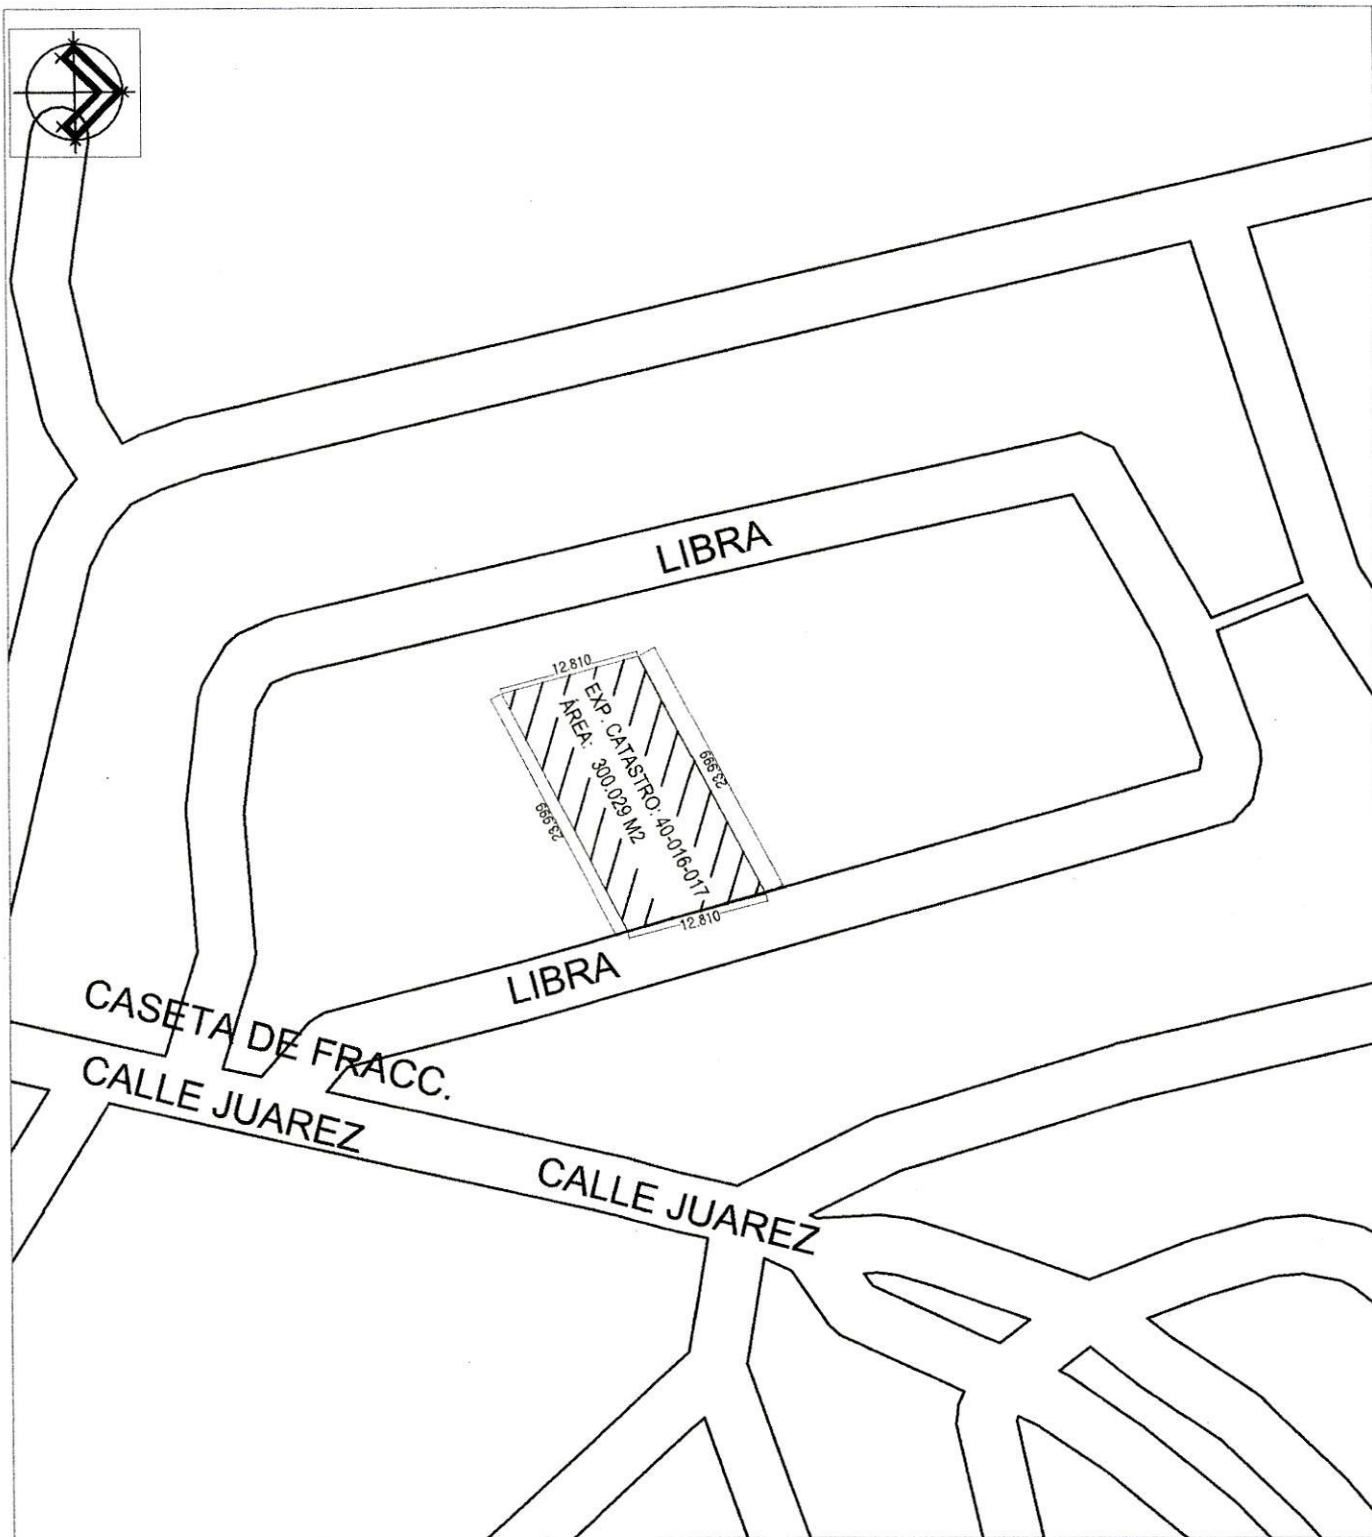 LIBRA
12.810
EXP. CATASTRO: 40-016-017
ÁREA: 300.029 M2
23.999
23.999
12.810
LIBRA
CASETA DE FRACC.
CALLE JUAREZ
CALLE JUAREZ